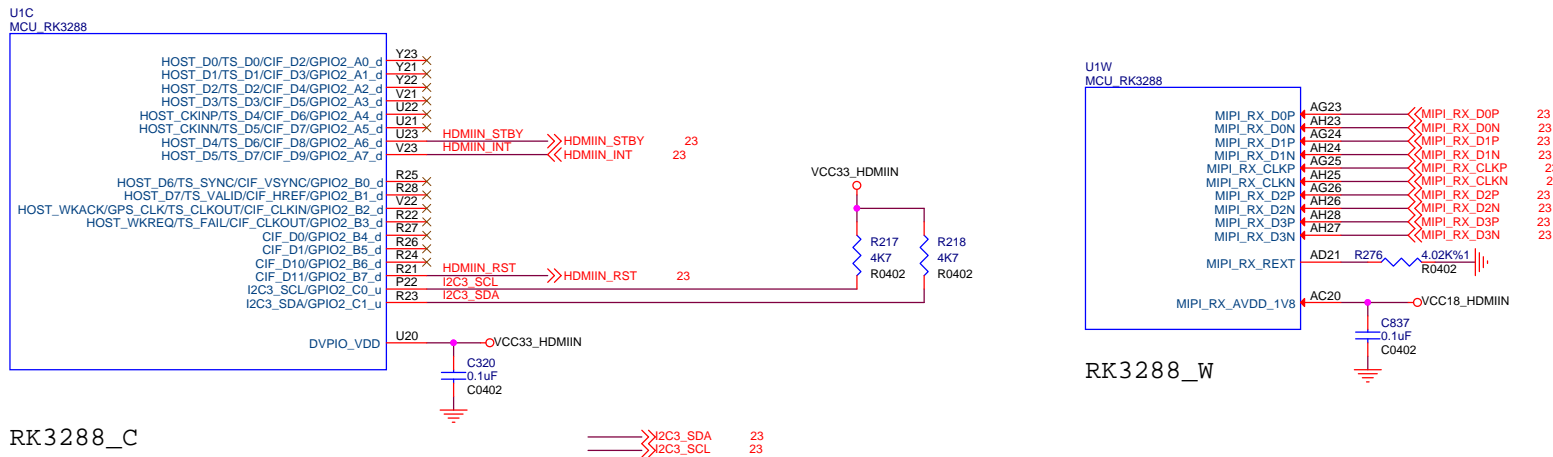 U1C
MCU_RK3288
HOST_D0/TS_D0/CIF_D2/GPIO2_A0_d Y23
HOST_D1/TS_D1/CIF_D3/GPIO2_A1_d Y21
HOST_D2/TS_D2/CIF_D4/GPIO2_A2_d Y22
HOST_D3/TS_D3/CIF_D5/GPIO2_A3_d V21
HOST_CKINP/TS_D4/CIF_D6/GPIO2_A4_d U22
HOST_CKINN/TS_D5/CIF_D7/GPIO2_A5_d U21
HOST_D4/TS_D6/CIF_D8/GPIO2_A6_d U23 HDMIIN_STBY HDMIIN_STBY 23
HOST_D5/TS_D7/CIF_D9/GPIO2_A7_d V23 HDMIIN_INT HDMIIN_INT 23
HOST_D6/TS_SYNC/CIF_VSYNC/GPIO2_B0_d R25
HOST_D7/TS_VALID/CIF_HREF/GPIO2_B1_d R28
HOST_WKACK/GPS_CLK/TS_CLKOUT/CIF_CLKIN/GPIO2_B2_d V22
HOST_WKREQ/TS_FAIL/CIF_CLKOUT/GPIO2_B3_d R22
CIF_D0/GPIO2_B4_d R27
CIF_D1/GPIO2_B5_d R26
CIF_D10/GPIO2_B6_d R24
CIF_D11/GPIO2_B7_d R21 HDMIIN_RST HDMIIN_RST 23
I2C3_SCL/GPIO2_C0_u P22 I2C3_SCL
I2C3_SDA/GPIO2_C1_u R23 I2C3_SDA
DVPIO_VDD U20 VCC33_HDMIIN
C320
0.1uF
C0402
VCC33_HDMIIN
R217 R218
4K7 4K7
R0402 R0402
RK3288_C
I2C3_SDA 23
I2C3_SCL 23
U1W
MCU_RK3288
MIPI_RX_D0P AG23 MIPI_RX_D0P 23
MIPI_RX_D0N AH23 MIPI_RX_D0N 23
MIPI_RX_D1P AG24 MIPI_RX_D1P 23
MIPI_RX_D1N AH24 MIPI_RX_D1N 23
MIPI_RX_CLKP AG25 MIPI_RX_CLKP 2
MIPI_RX_CLKN AH25 MIPI_RX_CLKN 2
MIPI_RX_D2P AG26 MIPI_RX_D2P 23
MIPI_RX_D2N AH26 MIPI_RX_D2N 23
MIPI_RX_D3P AH28 MIPI_RX_D3P 23
MIPI_RX_D3N AH27 MIPI_RX_D3N 23
MIPI_RX_REXT AD21 R276 4.02K%1
R0402
MIPI_RX_AVDD_1V8 AC20 VCC18_HDMIIN
C837
0.1uF
C0402
RK3288_W